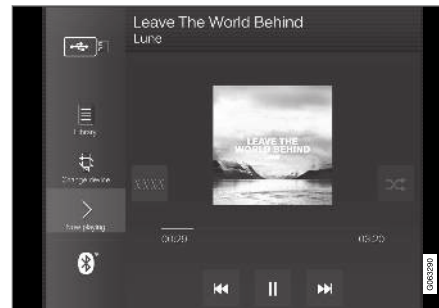 Leave The World Behind
Lune
Library
Change device
Now playing
LEAVE THE
WORLD BEHIND
00:29
03:20
G063290